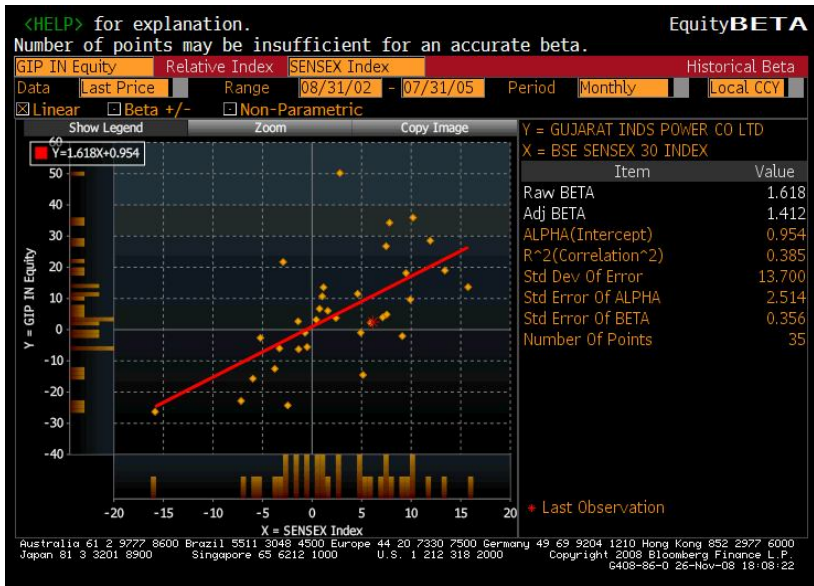 <HELP> for explanation. EquityBETA
Number of points may be insufficient for an accurate beta.
GIP IN Equity Relative Index SENSEX Index Historical Beta
Data Last Price Range 08/31/02 - 07/31/05 Period Monthly Local CCY
Linear Beta +/- Non-Parametric
Show Legend Zoom Copy Image
Y = GUJARAT INDS POWER CO LTD
X = BSE SENSEX 30 INDEX
Item Value
Raw BETA 1.618
Adj BETA 1.412
ALPHA(Intercept) 0.954
R^2(Correlation^2) 0.385
Std Dev Of Error 13.700
Std Error Of ALPHA 2.514
Std Error Of BETA 0.356
Number Of Points 35
Last Observation
60
Y=1.618X+0.954
50
40
30
20
10
0
-10
-20
-30
-40
Y = GIP IN Equity
-20 -15 -10 -5 0 5 10 15 20
X = SENSEX Index
Australia 61 2 9777 8600 Brazil 5511 3048 4500 Europe 44 20 7330 7500 Germany 49 69 9204 1210 Hong Kong 852 2977 6000
Japan 81 3 3201 8900 Singapore 65 6212 1000 U.S. 1 212 318 2000 Copyright 2008 Bloomberg Finance L.P.
G408-86-0 26-Nov-08 18:08:22